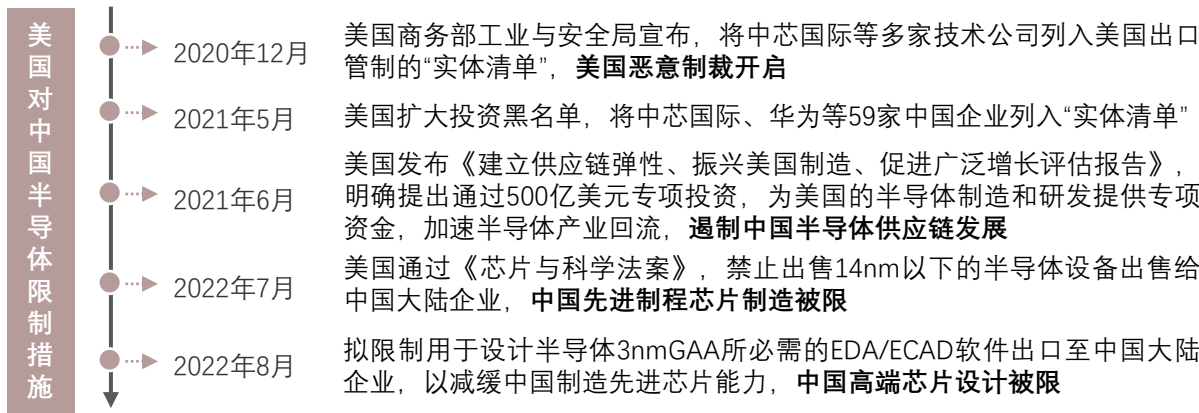 美国对中国半导体限制措施
2020年12月
美国商务部工业与安全局宣布，将中芯国际等多家技术公司列入美国出口
管制的“实体清单”，美国恶意制裁开启
2021年5月
美国扩大投资黑名单，将中芯国际、华为等59家中国企业列入“实体清单”
2021年6月
美国发布《建立供应链弹性、振兴美国制造、促进广泛增长评估报告》，
明确提出通过500亿美元专项投资，为美国的半导体制造和研发提供专项
资金，加速半导体产业回流，遏制中国半导体供应链发展
2022年7月
美国通过《芯片与科学法案》，禁止出售14nm以下的半导体设备出售给
中国大陆企业，中国先进制程芯片制造被限
2022年8月
拟限制用于设计半导体3nmGAA所必需的EDA/ECAD软件出口至中国大陆
企业，以减缓中国制造先进芯片能力，中国高端芯片设计被限